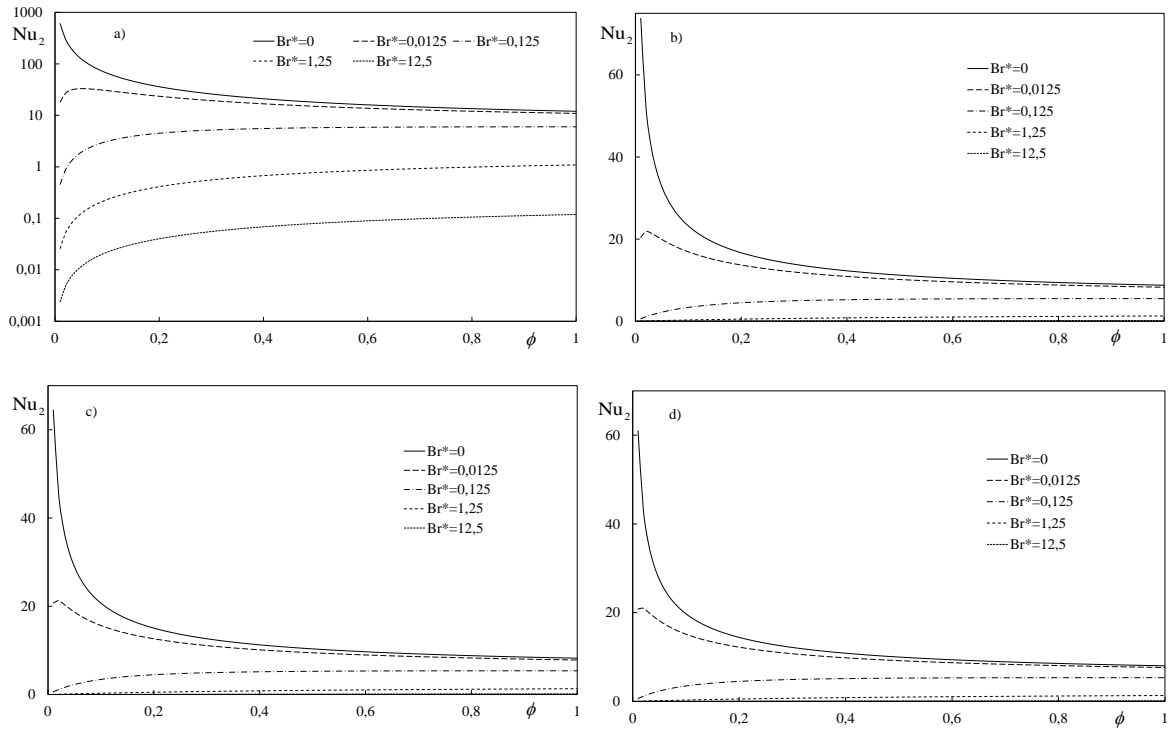 1000
Nu2
a)
Br*=0 Br*=0,0125 Br*=0,125
Br*=1,25 Br*=12,5
100
10
1
0,1
0,01
0,001
0 0,2 0,4 0,6 0,8 ϕ 1
Nu2
b)
60
Br*=0
Br*=0,0125
Br*=0,125
Br*=1,25
Br*=12,5
40
20
0
0 0,2 0,4 0,6 0,8 ϕ 1
Nu2
c)
60
Br*=0
Br*=0,0125
Br*=0,125
Br*=1,25
Br*=12,5
40
20
0
0 0,2 0,4 0,6 0,8 ϕ 1
Nu2
d)
60
Br*=0
Br*=0,0125
Br*=0,125
Br*=1,25
Br*=12,5
40
20
0
0 0,2 0,4 0,6 0,8 ϕ 1